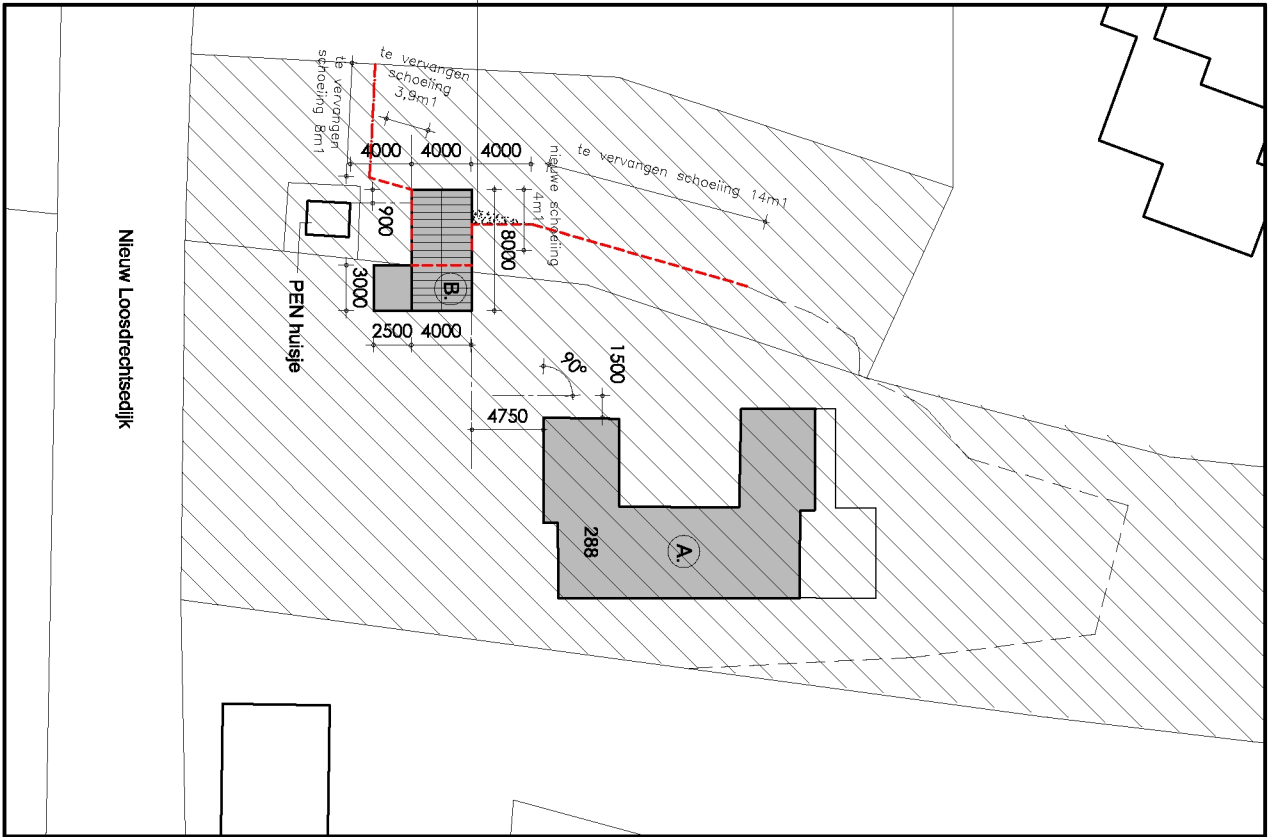 te vervangen
schoeiing
3,9m1
te vervangen
schoeiing 8m1
4000
4000
4000
nieuwe schoeiing
4m1
te vervangen schoeiing 14m1
900
8000
3000
B.
2500
4000
PEN huisje
Nieuw Loosdrechtsedijk
90°
1500
4750
288
A.